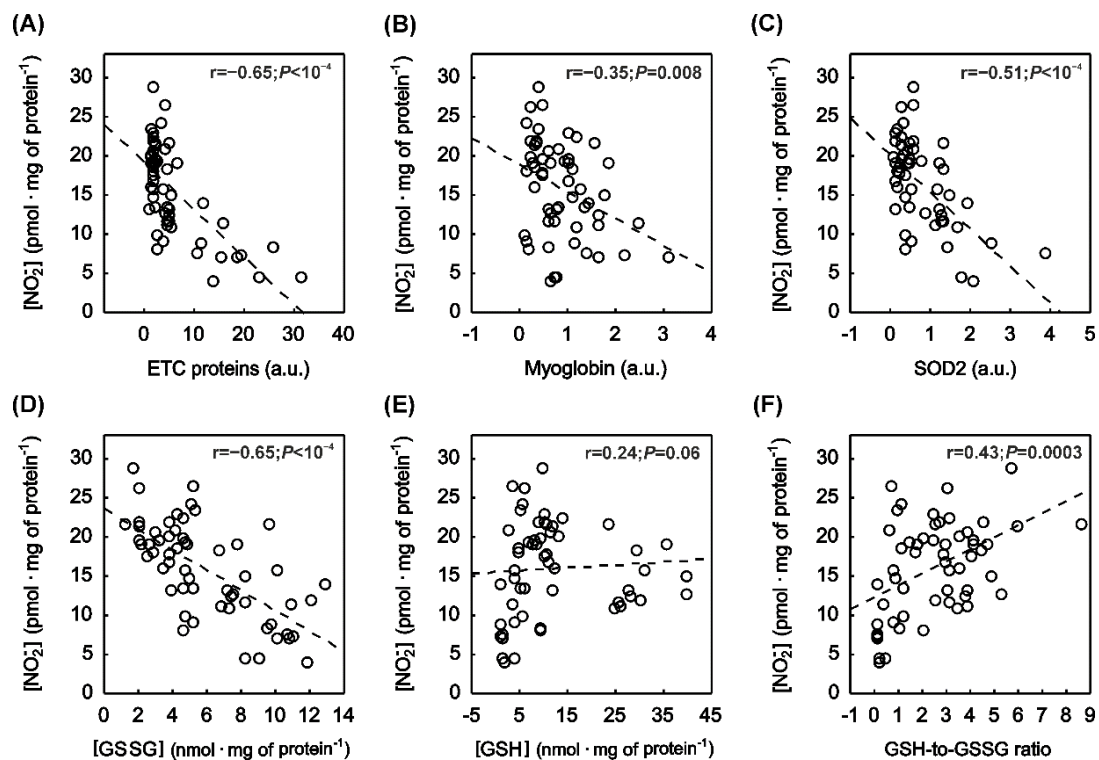 (A)
r=−0.65;P<10⁻⁴
[NO₂⁻] (pmol · mg of protein⁻¹)
30
25
20
15
10
5
0
0 10 20 30 40
ETC proteins (a.u.)
(B)
r=−0.35;P=0.008
[NO₂⁻] (pmol · mg of protein⁻¹)
30
25
20
15
10
5
0
-1 0 1 2 3 4
Myoglobin (a.u.)
(C)
r=−0.51;P<10⁻⁴
[NO₂⁻] (pmol · mg of protein⁻¹)
30
25
20
15
10
5
0
-1 0 1 2 3 4 5
SOD2 (a.u.)
(D)
r=−0.65;P<10⁻⁴
[NO₂⁻] (pmol · mg of protein⁻¹)
30
25
20
15
10
5
0
0 2 4 6 8 10 12 14
[GSSG] (nmol · mg of protein⁻¹)
(E)
r=0.24;P=0.06
[NO₂⁻] (pmol · mg of protein⁻¹)
30
25
20
15
10
5
0
-5 5 15 25 35 45
[GSH] (nmol · mg of protein⁻¹)
(F)
r=0.43;P=0.0003
[NO₂⁻] (pmol · mg of protein⁻¹)
30
25
20
15
10
5
0
-1 0 1 2 3 4 5 6 7 8 9
GSH-to-GSSG ratio